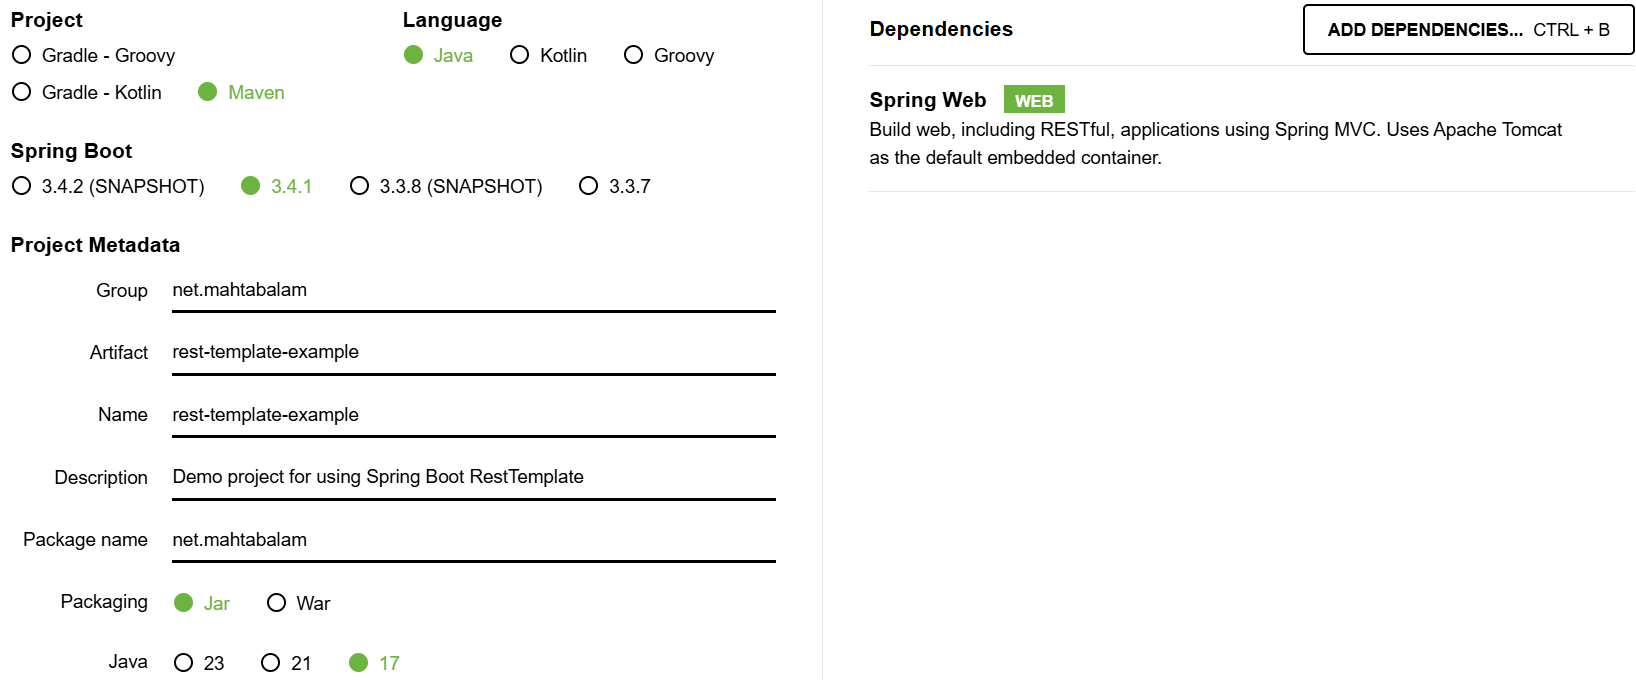 Project
Gradle - Groovy
Gradle - Kotlin Maven
Language
Java Kotlin Groovy
Spring Boot
3.4.2 (SNAPSHOT) 3.4.1 3.3.8 (SNAPSHOT) 3.3.7
Project Metadata
Group net.mahtabalam
Artifact rest-template-example
Name rest-template-example
Description Demo project for using Spring Boot RestTemplate
Package name net.mahtabalam
Packaging Jar War
Java 23 21 17
Dependencies ADD DEPENDENCIES... CTRL + B
Spring Web WEB
Build web, including RESTful, applications using Spring MVC. Uses Apache Tomcat
as the default embedded container.